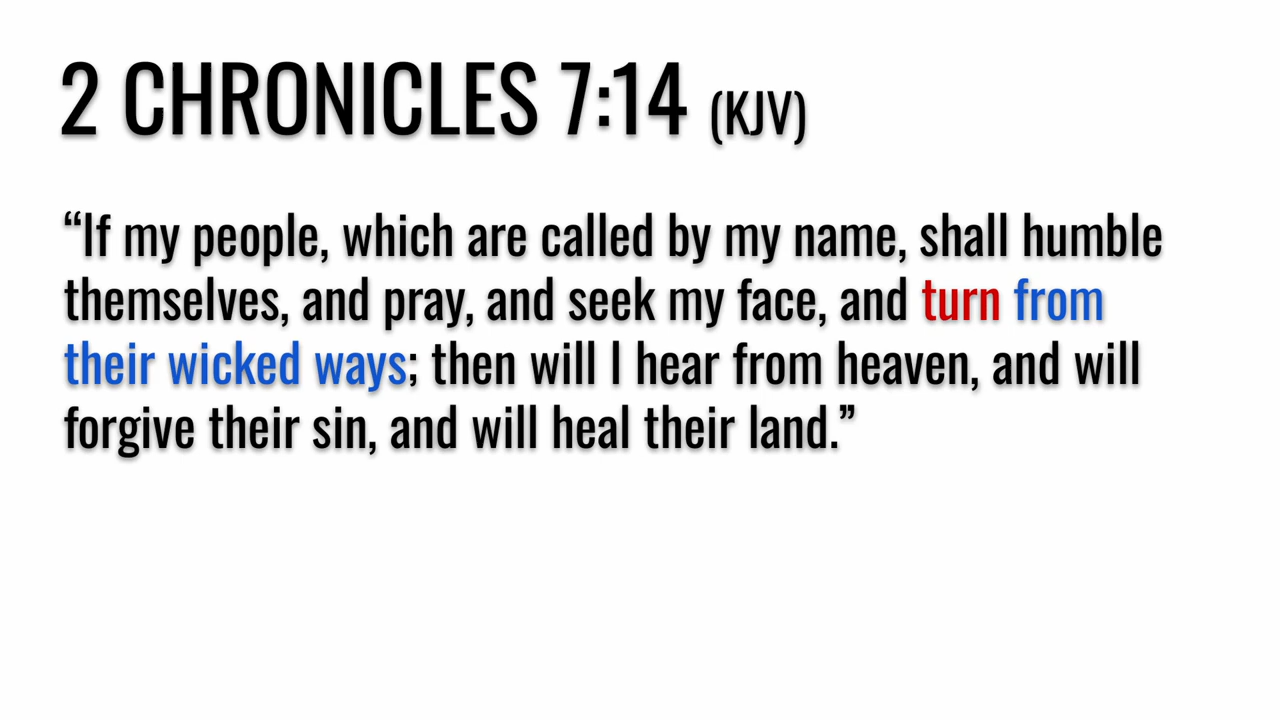 2 CHRONICLES 7:14 (KJV)
“If my people, which are called by my name, shall humble
themselves, and pray, and seek my face, and turn from
their wicked ways; then will I hear from heaven, and will
forgive their sin, and will heal their land.”